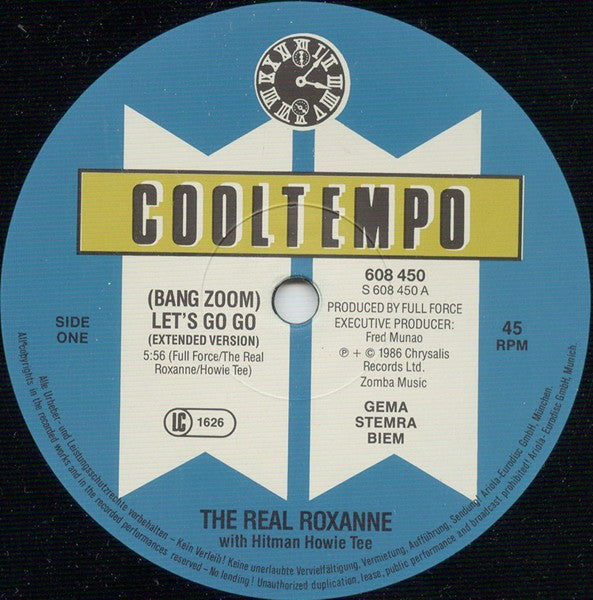 COOLTEMPO
(BANG ZOOM)
LET'S GO GO
(EXTENDED VERSION)
5:56 (Full Force/The Real
Roxanne/Howie Tee)
SIDE
ONE
LC 1626
608 450
S 608 450 A
PRODUCED BY FULL FORCE
EXECUTIVE PRODUCER:
Fred Munao
℗ + © 1986 Chrysalis
Records Ltd.
Zomba Music
GEMA
STEMRA
BIEM
45
RPM
THE REAL ROXANNE
with Hitman Howie Tee
Alle Urheber- und Leistungsschutzrechte vorbehalten – Kein Verleih! Keine unerlaubte Vervielfältigung, Vermietung, Aufführung, Sendung! Ariola-Eurodisc GmbH, München.
All copyrights in the recorded works and in the recorded performances reserved – No lending! Unauthorized duplication, lease, public performance and broadcast prohibited! Ariola-Eurodisc GmbH, Munich.